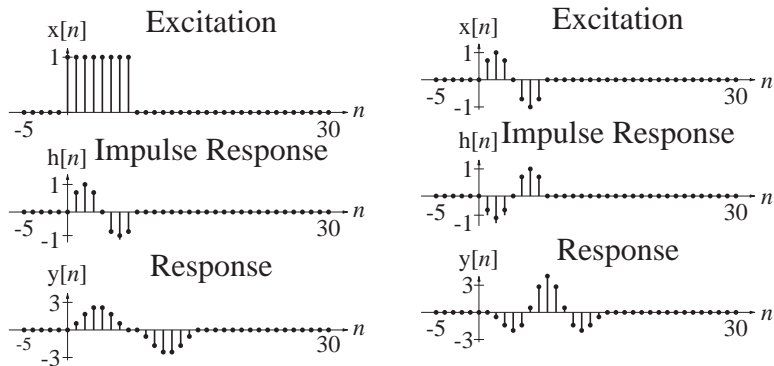 Excitation
x[n]
1
-5
30
n
Impulse Response
h[n]
1
-1
-5
30
n
Response
y[n]
3
-3
-5
30
n
Excitation
x[n]
1
-1
-5
30
n
Impulse Response
h[n]
1
-1
-5
30
n
Response
y[n]
3
-3
-5
30
n